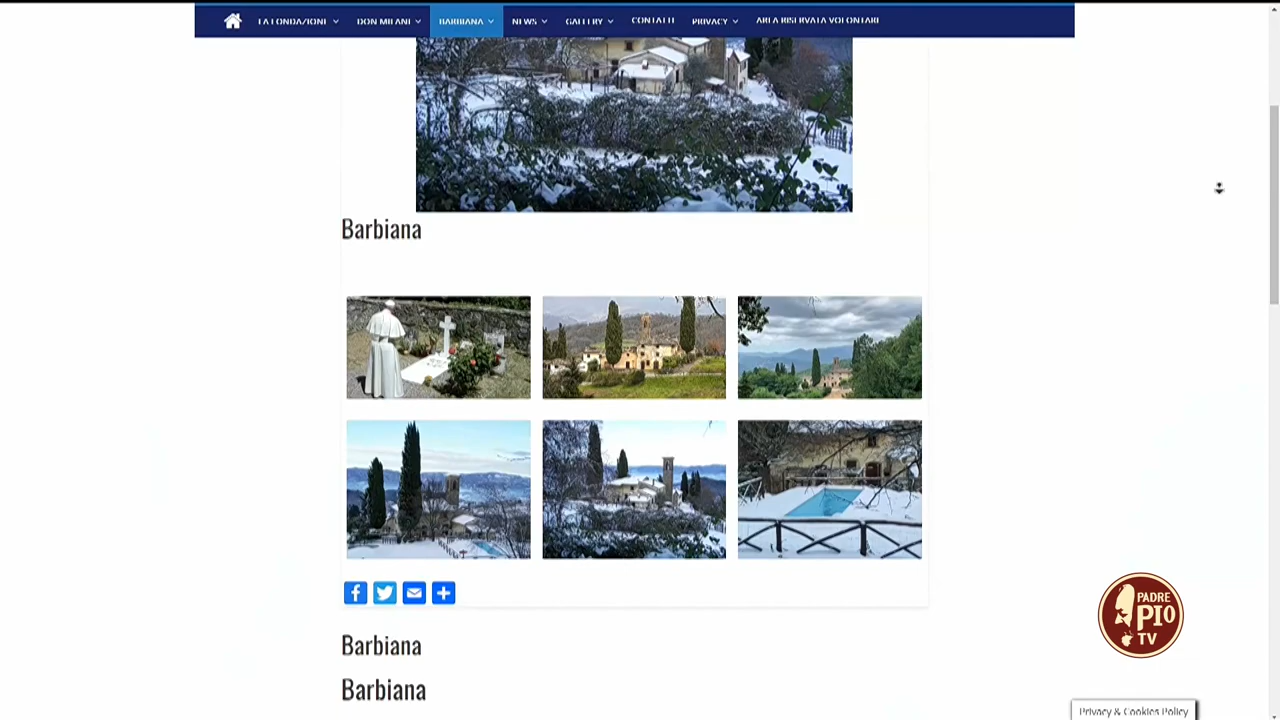 LA FONDAZIONE DON MILANI BARBIANA NEWS GALLERY CONTATTI PRIVACY AREA RISERVATA VOLONTARI
Barbiana
Barbiana
Barbiana
PADRE
PIO
TV
Privacy & Cookies Policy